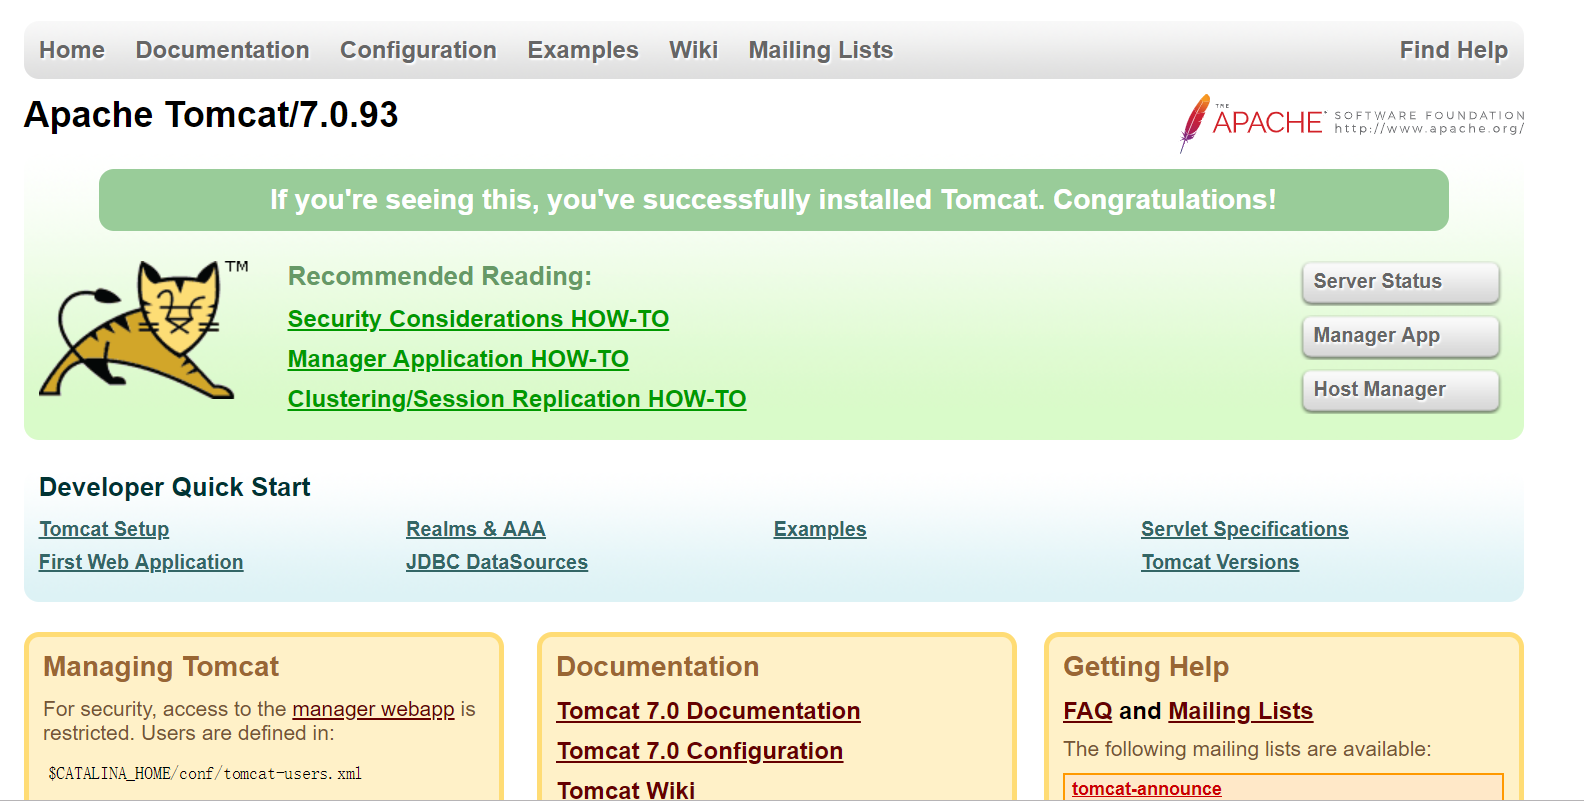 Home Documentation Configuration Examples Wiki Mailing Lists Find Help
Apache Tomcat/7.0.93
THE
APACHE SOFTWARE FOUNDATION
http://www.apache.org/
If you're seeing this, you've successfully installed Tomcat. Congratulations!
TM
Recommended Reading:
Security Considerations HOW-TO
Manager Application HOW-TO
Clustering/Session Replication HOW-TO
Server Status
Manager App
Host Manager
Developer Quick Start
Tomcat Setup
First Web Application
Realms & AAA
JDBC DataSources
Examples
Servlet Specifications
Tomcat Versions
Managing Tomcat
For security, access to the manager webapp is
restricted. Users are defined in:
$CATALINA_HOME/conf/tomcat-users.xml
Documentation
Tomcat 7.0 Documentation
Tomcat 7.0 Configuration
Tomcat Wiki
Getting Help
FAQ and Mailing Lists
The following mailing lists are available:
tomcat-announce